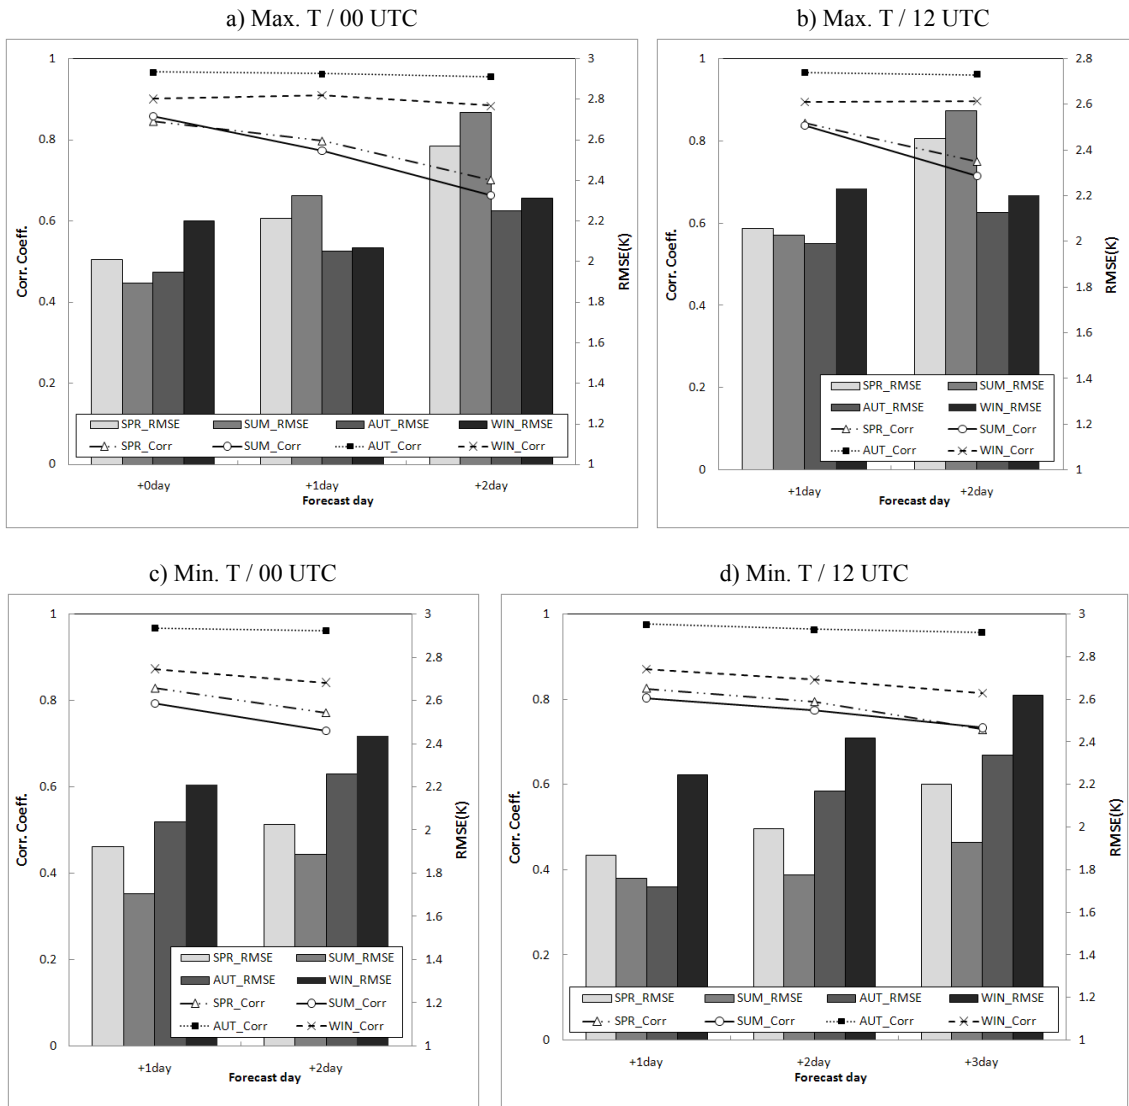 a) Max. T / 00 UTC
b) Max. T / 12 UTC
1
0.8
0.6
0.4
0.2
0
Corr. Coeff.
3
2.8
2.6
2.4
2.2
2
1.8
1.6
1.4
1.2
1
RMSE(K)
SPR_RMSE SUM_RMSE AUT_RMSE WIN_RMSE
SPR_Corr SUM_Corr AUT_Corr WIN_Corr
+0day +1day +2day
Forecast day
1
0.8
0.6
0.4
0.2
0
Corr. Coeff.
2.8
2.6
2.4
2.2
2
1.8
1.6
1.4
1.2
1
RMSE(K)
SPR_RMSE SUM_RMSE
AUT_RMSE WIN_RMSE
SPR_Corr SUM_Corr
AUT_Corr WIN_Corr
+1day +2day
Forecast day
c) Min. T / 00 UTC
d) Min. T / 12 UTC
1
0.8
0.6
0.4
0.2
0
Corr. Coeff.
3
2.8
2.6
2.4
2.2
2
1.8
1.6
1.4
1.2
1
RMSE(K)
SPR_RMSE SUM_RMSE
AUT_RMSE WIN_RMSE
SPR_Corr SUM_Corr
AUT_Corr WIN_Corr
+1day +2day
Forecast day
1
0.8
0.6
0.4
0.2
0
Corr. Coeff.
3
2.8
2.6
2.4
2.2
2
1.8
1.6
1.4
1.2
1
RMSE(K)
SPR_RMSE SUM_RMSE AUT_RMSE WIN_RMSE
SPR_Corr SUM_Corr AUT_Corr WIN_Corr
+1day +2day +3day
Forecast day